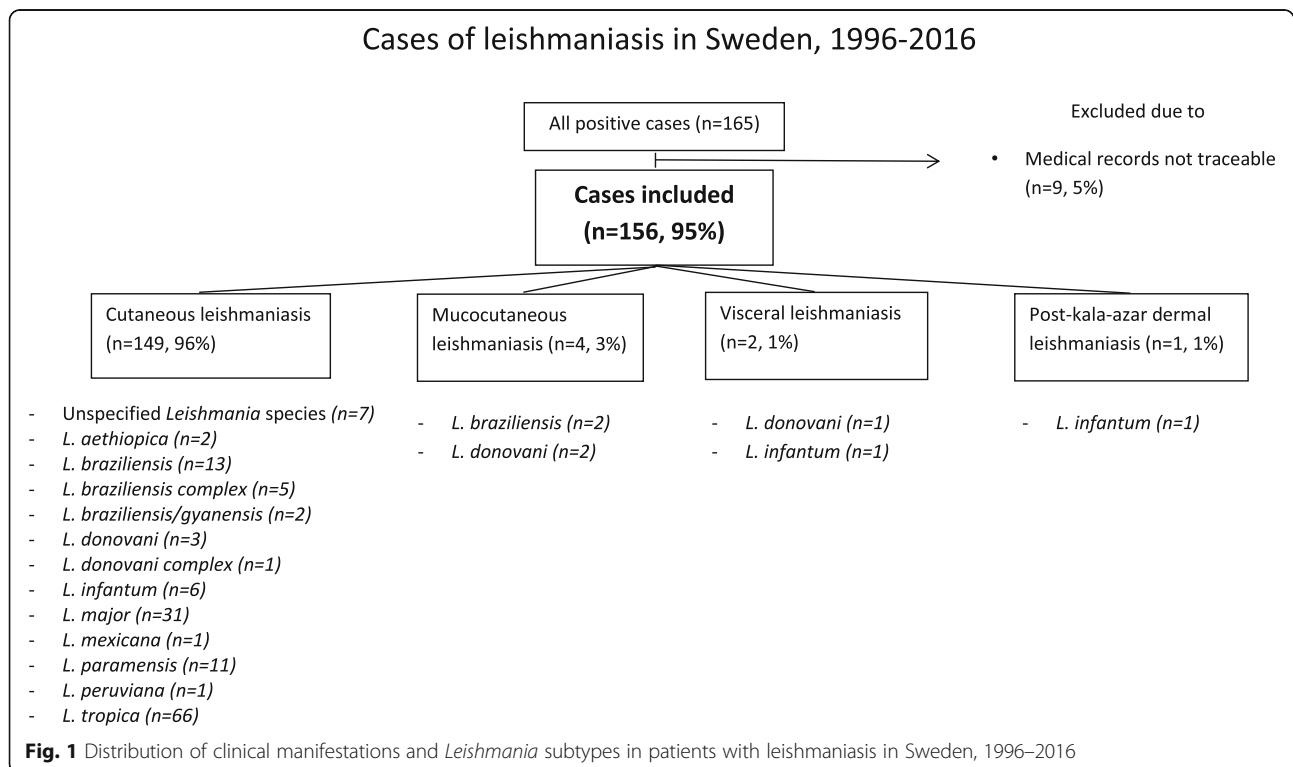 Cases of leishmaniasis in Sweden, 1996-2016
All positive cases (n=165)
Excluded due to
• Medical records not traceable
(n=9, 5%)
Cases included
(n=156, 95%)
Cutaneous leishmaniasis
(n=149, 96%)
Mucocutaneous
leishmaniasis (n=4, 3%)
Visceral leishmaniasis
(n=2, 1%)
Post-kala-azar dermal
leishmaniasis (n=1, 1%)
- Unspecified Leishmania species (n=7)
- L. aethiopica (n=2)
- L. braziliensis (n=13)
- L. braziliensis complex (n=5)
- L. braziliensis/gyanensis (n=2)
- L. donovani (n=3)
- L. donovani complex (n=1)
- L. infantum (n=6)
- L. major (n=31)
- L. mexicana (n=1)
- L. paramensis (n=11)
- L. peruviana (n=1)
- L. tropica (n=66)
- L. braziliensis (n=2)
- L. donovani (n=2)
- L. donovani (n=1)
- L. infantum (n=1)
- L. infantum (n=1)
Fig. 1 Distribution of clinical manifestations and Leishmania subtypes in patients with leishmaniasis in Sweden, 1996–2016